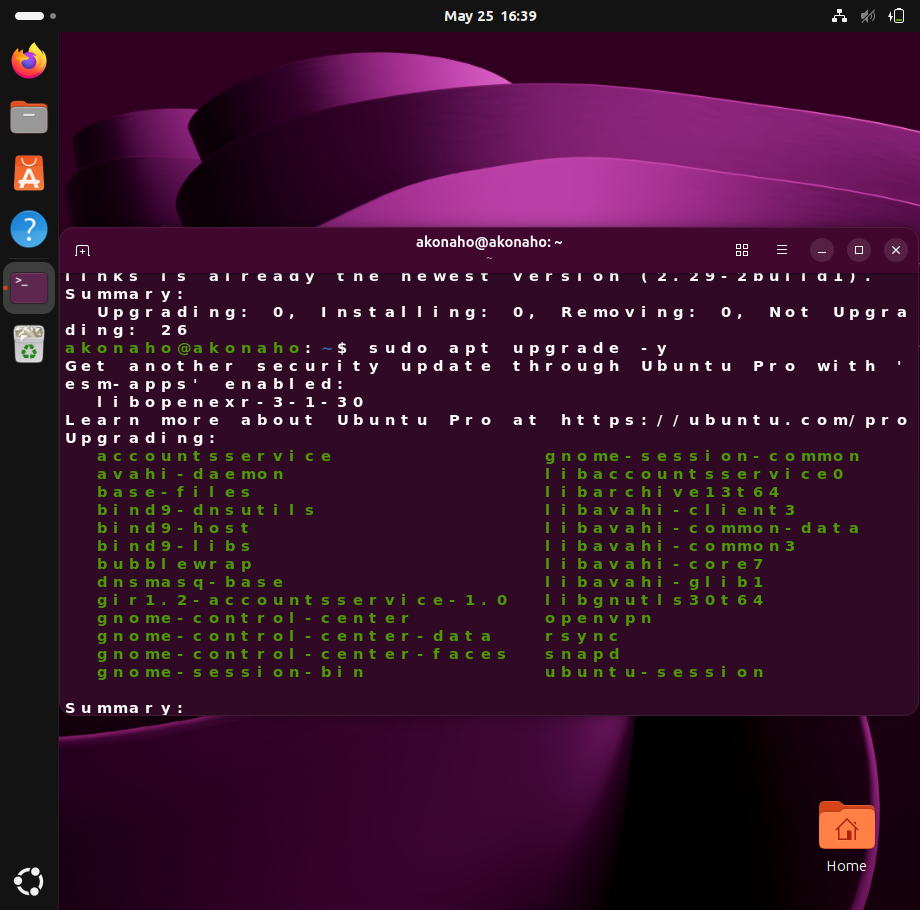 May 25 16:39
akonaho@akonaho: ~
~
links is already the newest version (2.29-2build1).
Summary:
Upgrading: 0, Installing: 0, Removing: 0, Not Upgra
ding: 26
akonaho@akonaho:~$ sudo apt upgrade -y
Get another security update through Ubuntu Pro with '
esm-apps' enabled:
libopenexr-3-1-30
Learn more about Ubuntu Pro at https://ubuntu.com/pro
Upgrading:
accountsservice gnome-session-common
avahi-daemon libaccountsservice0
base-files libarchive13t64
bind9-dnsutils libavahi-client3
bind9-host libavahi-common-data
bind9-libs libavahi-common3
bubblewrap libavahi-core7
dnsmasq-base libavahi-glib1
gir1.2-accountsservice-1.0 libgnutls30t64
gnome-control-center openvpn
gnome-control-center-data rsync
gnome-control-center-faces snapd
gnome-session-bin ubuntu-session
Summary:
Home